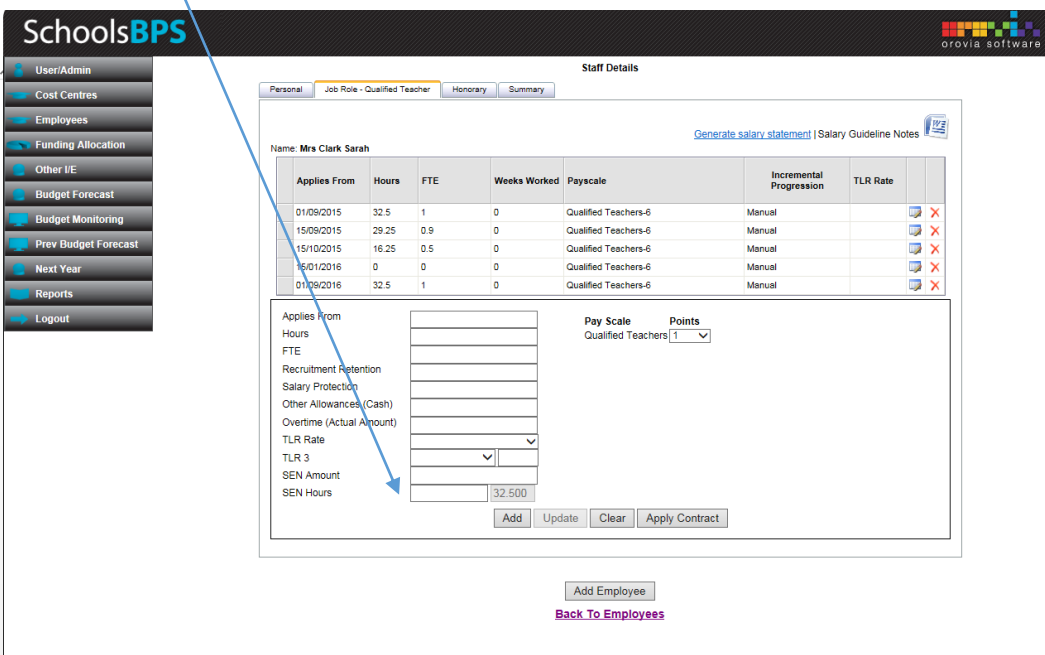 SchoolsBPS
orovia software
User/Admin
Cost Centres
Employees
Funding Allocation
Other I/E
Budget Forecast
Budget Monitoring
Prev Budget Forecast
Next Year
Reports
Logout
Staff Details
Personal Job Role - Qualified Teacher Honorary Summary
Generate salary statement | Salary Guideline Notes
Name: Mrs Clark Sarah
Applies From Hours FTE Weeks Worked Payscale Incremental Progression TLR Rate
01/09/2015 32.5 1 0 Qualified Teachers-6 Manual
15/09/2015 29.25 0.9 0 Qualified Teachers-6 Manual
15/10/2015 16.25 0.5 0 Qualified Teachers-6 Manual
15/01/2016 0 0 0 Qualified Teachers-6 Manual
01/09/2016 32.5 1 0 Qualified Teachers-6 Manual
Applies From
Hours
FTE
Recruitment Retention
Salary Protection
Other Allowances (Cash)
Overtime (Actual Amount)
TLR Rate
TLR 3
SEN Amount
SEN Hours 32.500
Pay Scale Points
Qualified Teachers 1
Add Update Clear Apply Contract
Add Employee
Back To Employees